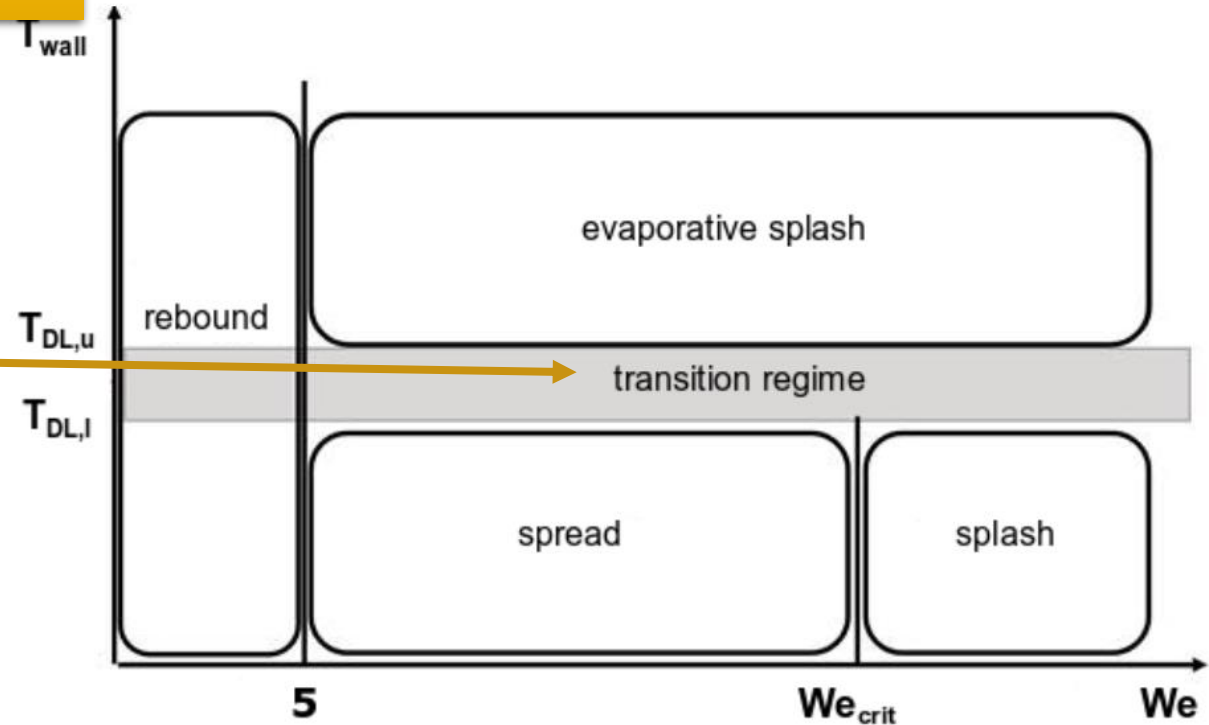 T_wall
evaporative splash
rebound
T_DL,u
transition regime
T_DL,l
spread
splash
5
We_crit
We